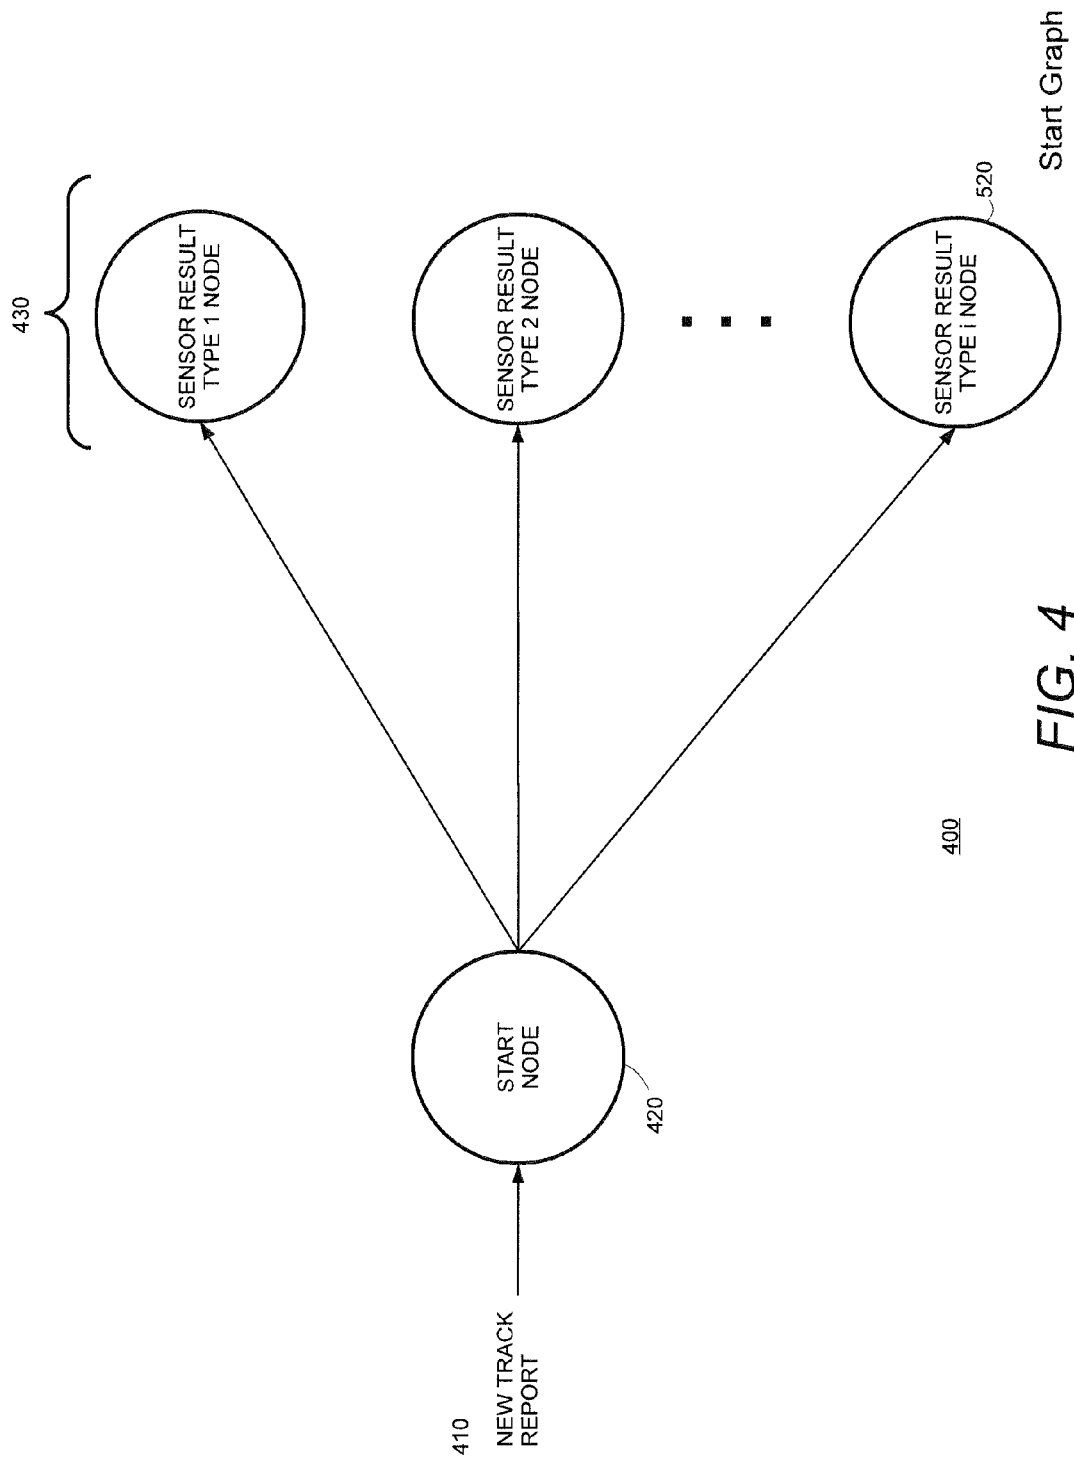 430
SENSOR RESULT
TYPE 1 NODE
SENSOR RESULT
TYPE 2 NODE
SENSOR RESULT
TYPE i NODE
520
START
NODE
420
410
NEW TRACK
REPORT
400
Start Graph
FIG. 4